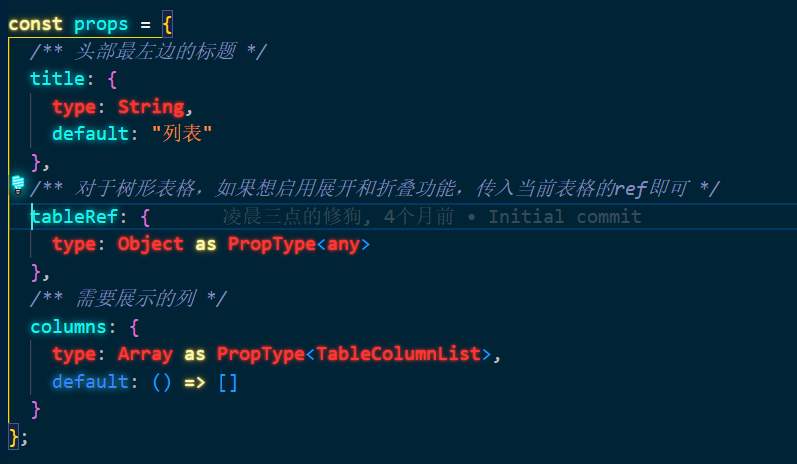 const props = {
/** 头部最左边的标题 */
title: {
type: String,
default: "列表"
},
/** 对于树形表格，如果想启用展开和折叠功能，传入当前表格的ref即可 */
tableRef: { 凌晨三点的修狗, 4个月前 • Initial commit
type: Object as PropType<any>
},
/** 需要展示的列 */
columns: {
type: Array as PropType<TableColumnList>,
default: () => []
}
};